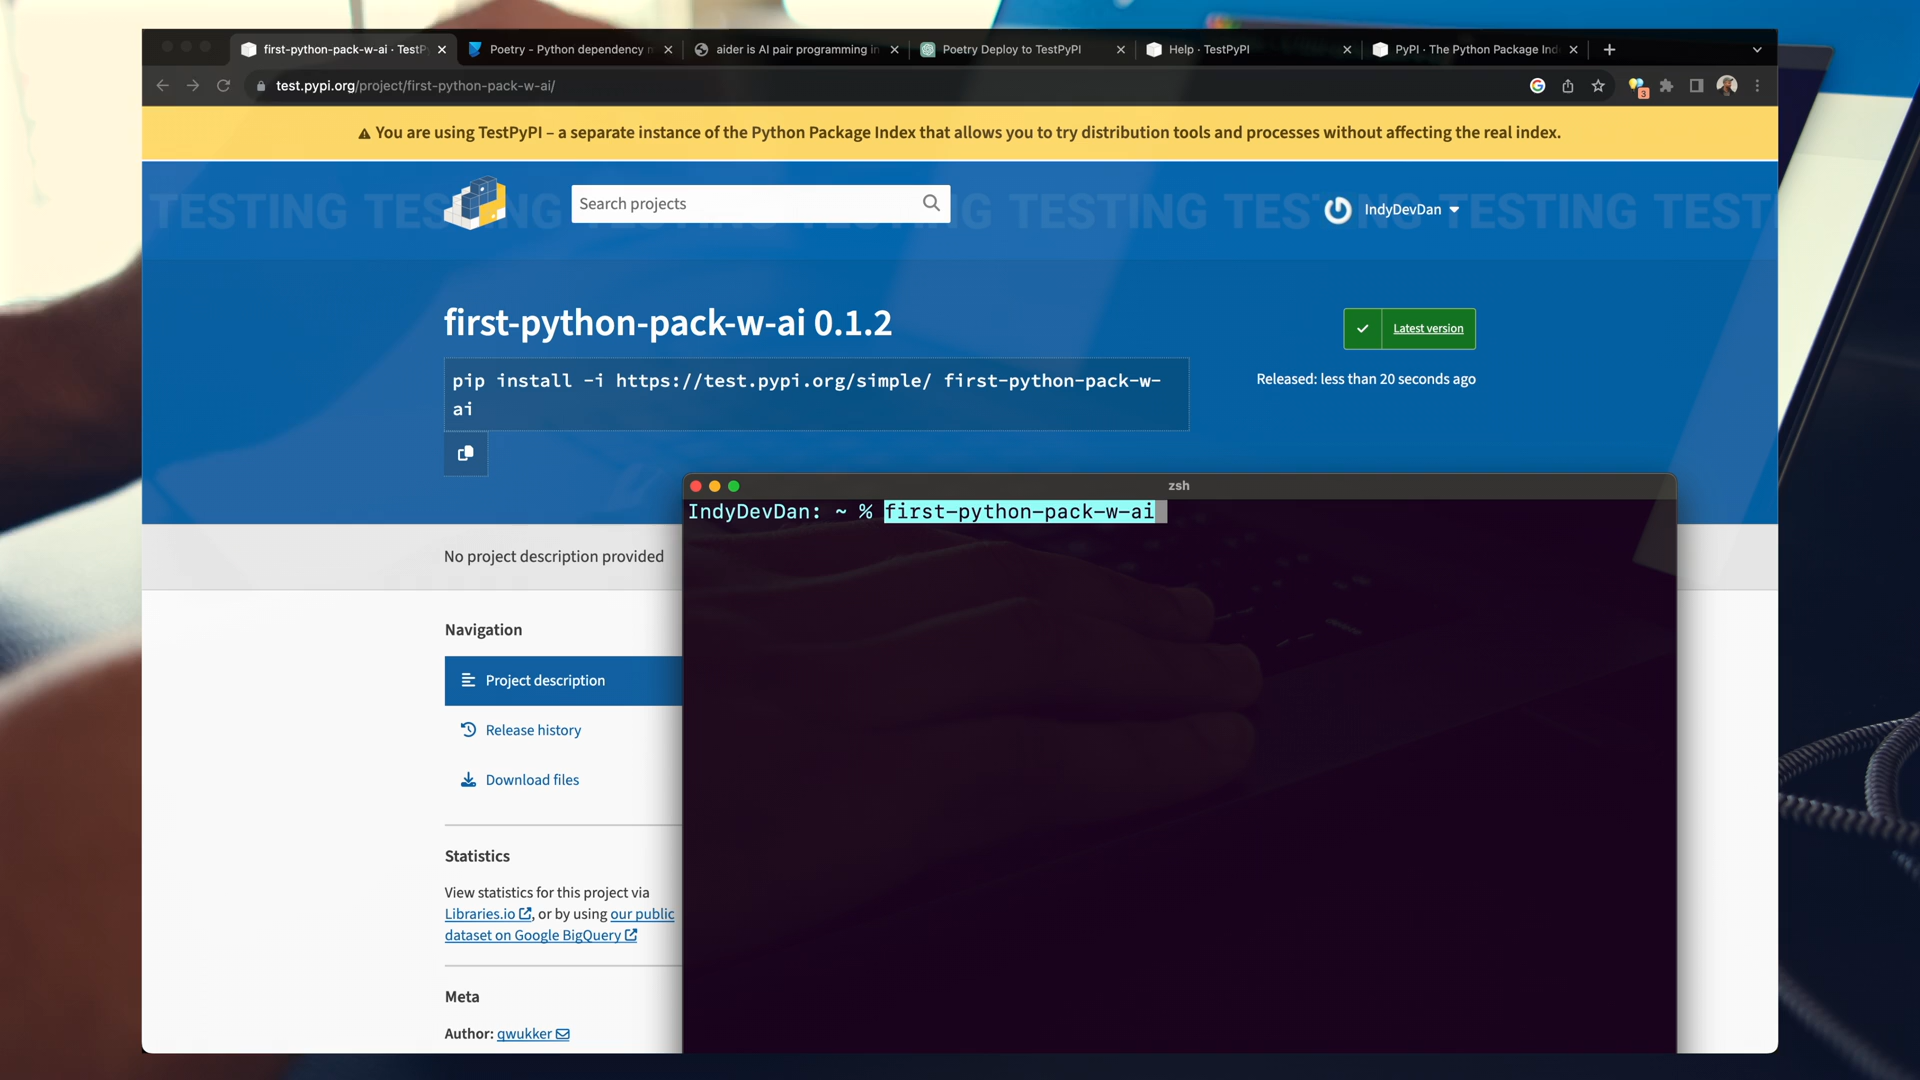 first-python-pack-w-ai · TestP
Poetry - Python dependency m
aider is AI pair programming in
Poetry Deploy to TestPyPI
Help · TestPyPI
PyPI · The Python Package Ind
test.pypi.org/project/first-python-pack-w-ai/
3
You are using TestPyPI – a separate instance of the Python Package Index that allows you to try distribution tools and processes without affecting the real index.
TESTING TESTING TESTING TESTING TESTING TESTING TESTING TEST
Search projects
IndyDevDan
first-python-pack-w-ai 0.1.2
Latest version
pip install -i https://test.pypi.org/simple/ first-python-pack-w-
ai
Released: less than 20 seconds ago
zsh
IndyDevDan: ~ % first-python-pack-w-ai
No project description provided
Navigation
Project description
Release history
Download files
Statistics
View statistics for this project via
Libraries.io, or by using our public
dataset on Google BigQuery
Meta
Author: qwukker